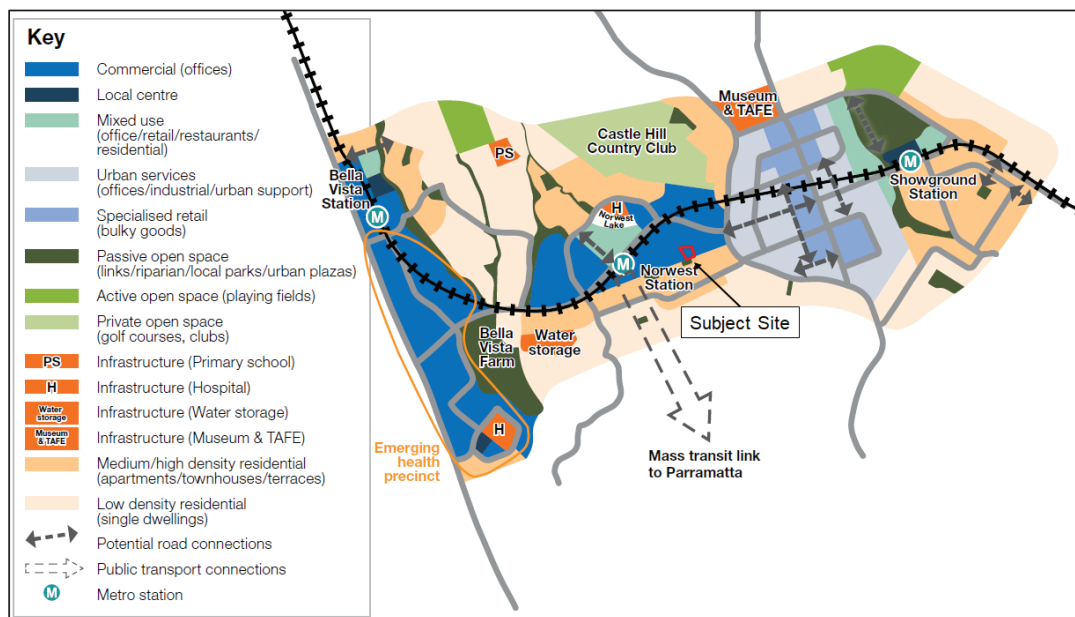 Key
Commercial (offices)
Local centre
Mixed use
(office/retail/restaurants/
residential)
Urban services
(offices/industrial/urban support)
Specialised retail
(bulky goods)
Passive open space
(links/riparian/local parks/urban plazas)
Active open space (playing fields)
Private open space
(golf courses, clubs)
PS
Infrastructure (Primary school)
H
Infrastructure (Hospital)
Water
storage
Infrastructure (Water storage)
Museum
& TAFE
Infrastructure (Museum & TAFE)
Medium/high density residential
(apartments/townhouses/terraces)
Low density residential
(single dwellings)
Potential road connections
Public transport connections
M
Metro station
Museum
& TAFE
Castle Hill
Country Club
PS
Bella
Vista
Station
M
M
Showground
Station
H
Norwest
Lake
M
Norwest
Station
Subject Site
Bella
Vista
Farm
Water
storage
H
Emerging
health
precinct
Mass transit link
to Parramatta